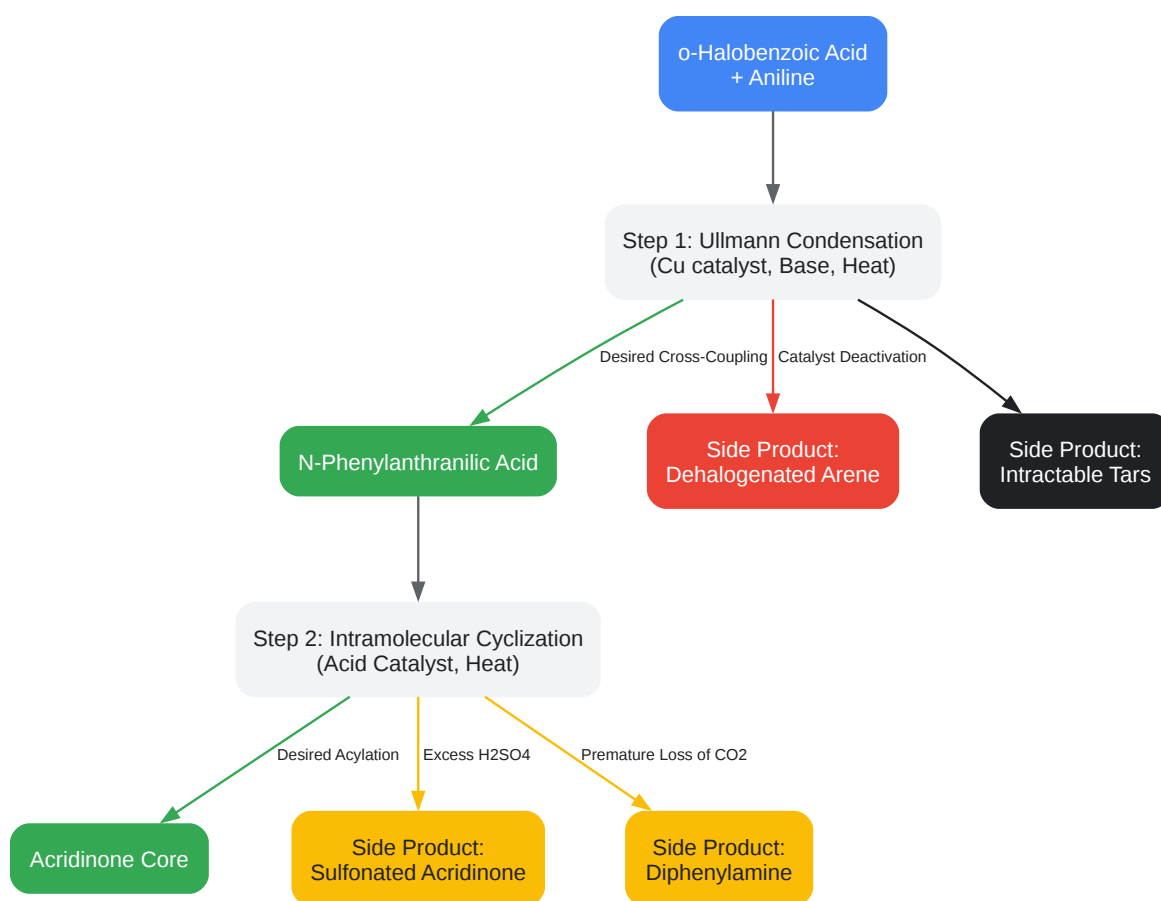 o-Halobenzoic Acid
+ Aniline
Step 1: Ullmann Condensation
(Cu catalyst, Base, Heat)
Desired Cross-Coupling
Catalyst Deactivation
N-Phenylanthranilic Acid
Side Product:
Dehalogenated Arene
Side Product:
Intractable Tars
Step 2: Intramolecular Cyclization
(Acid Catalyst, Heat)
Desired Acylation
Excess H2SO4
Premature Loss of CO2
Acridinone Core
Side Product:
Sulfonated Acridinone
Side Product:
Diphenylamine